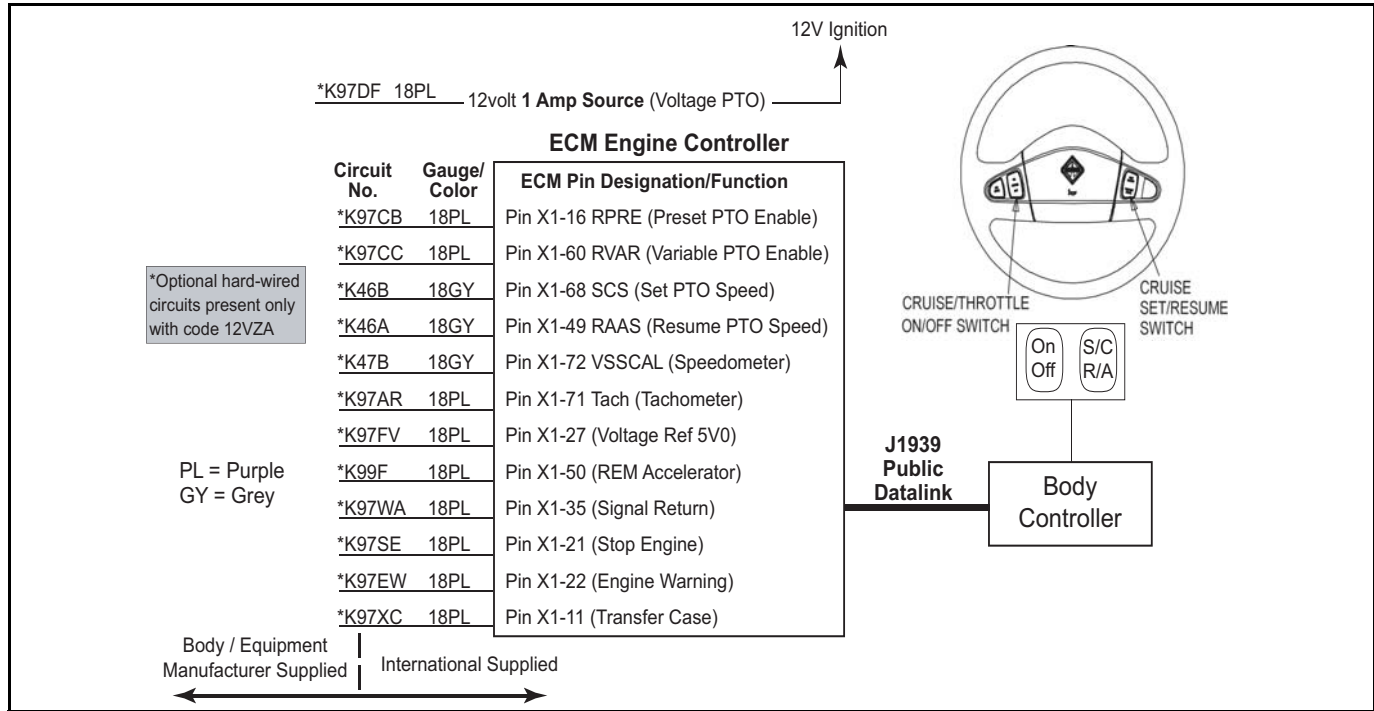 12V Ignition
*K97DF 18PL 12volt 1 Amp Source (Voltage PTO)
ECM Engine Controller
Circuit No.
Gauge/ Color
ECM Pin Designation/Function
*K97CB 18PL Pin X1-16 RPRE (Preset PTO Enable)
*K97CC 18PL Pin X1-60 RVAR (Variable PTO Enable)
*K46B 18GY Pin X1-68 SCS (Set PTO Speed)
*K46A 18GY Pin X1-49 RAAS (Resume PTO Speed)
*K47B 18GY Pin X1-72 VSSCAL (Speedometer)
*K97AR 18PL Pin X1-71 Tach (Tachometer)
*K97FV 18PL Pin X1-27 (Voltage Ref 5V0)
*K99F 18PL Pin X1-50 (REM Accelerator)
*K97WA 18PL Pin X1-35 (Signal Return)
*K97SE 18PL Pin X1-21 (Stop Engine)
*K97EW 18PL Pin X1-22 (Engine Warning)
*K97XC 18PL Pin X1-11 (Transfer Case)
*Optional hard-wired
circuits present only
with code 12VZA
PL = Purple
GY = Grey
Body / Equipment
Manufacturer Supplied
International Supplied
CRUISE/THROTTLE
ON/OFF SWITCH
CRUISE
SET/RESUME
SWITCH
On
Off
S/C
R/A
J1939
Public
Datalink
Body
Controller